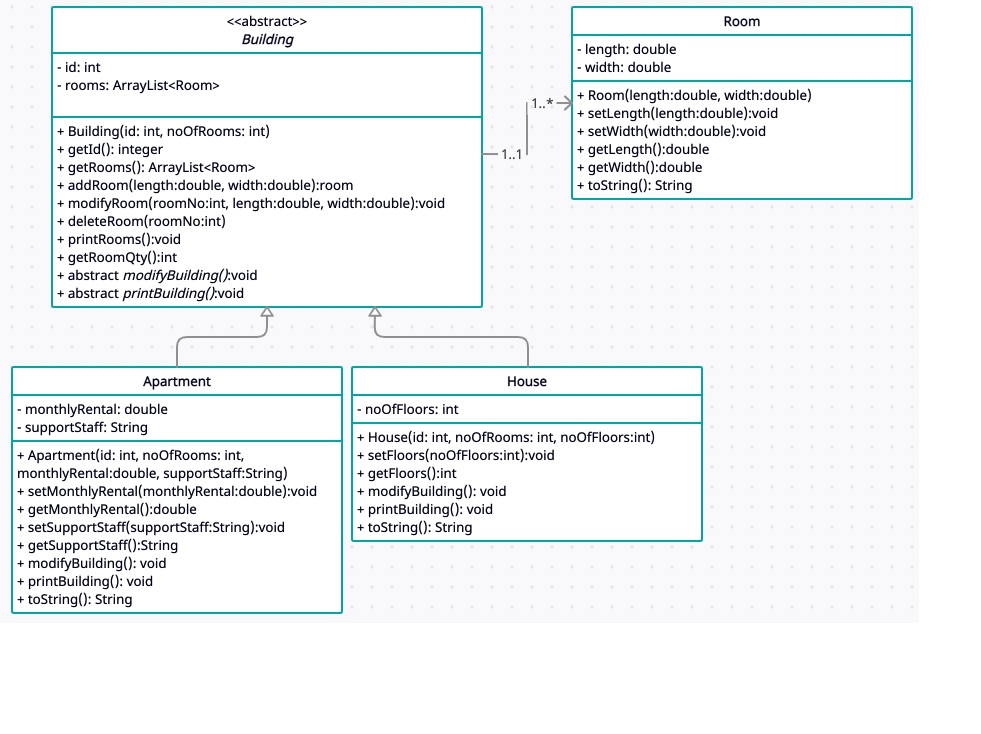 <<abstract>>
Building
- id: int
- rooms: ArrayList<Room>
+ Building(id: int, noOfRooms: int)
+ getId(): integer
+ getRooms(): ArrayList<Room>
+ addRoom(length:double, width:double):room
+ modifyRoom(roomNo:int, length:double, width:double):void
+ deleteRoom(roomNo:int)
+ printRooms():void
+ getRoomQty():int
+ abstract modifyBuilding():void
+ abstract printBuilding():void
1..1
1..*
Room
- length: double
- width: double
+ Room(length:double, width:double)
+ setLength(length:double):void
+ setWidth(width:double):void
+ getLength():double
+ getWidth():double
+ toString(): String
Apartment
- monthlyRental: double
- supportStaff: String
+ Apartment(id: int, noOfRooms: int,
monthlyRental:double, supportStaff:String)
+ setMonthlyRental(monthlyRental:double):void
+ getMonthlyRental():double
+ setSupportStaff(supportStaff:String):void
+ getSupportStaff():String
+ modifyBuilding(): void
+ printBuilding(): void
+ toString(): String
House
- noOfFloors: int
+ House(id: int, noOfRooms: int, noOfFloors:int)
+ setFloors(noOfFloors:int):void
+ getFloors():int
+ modifyBuilding(): void
+ printBuilding(): void
+ toString(): String